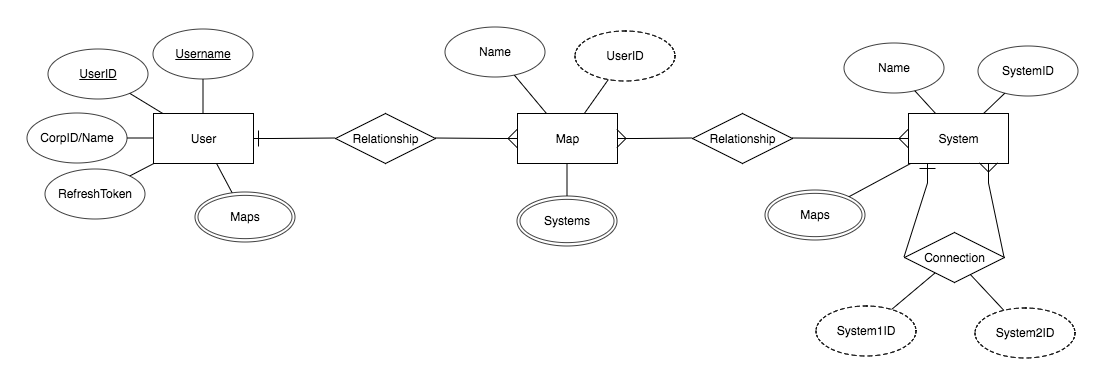 Username
UserID
CorpID/Name
RefreshToken
User
Maps
Relationship
Name
UserID
Map
Systems
Relationship
Name
SystemID
System
Maps
Connection
System1ID
System2ID